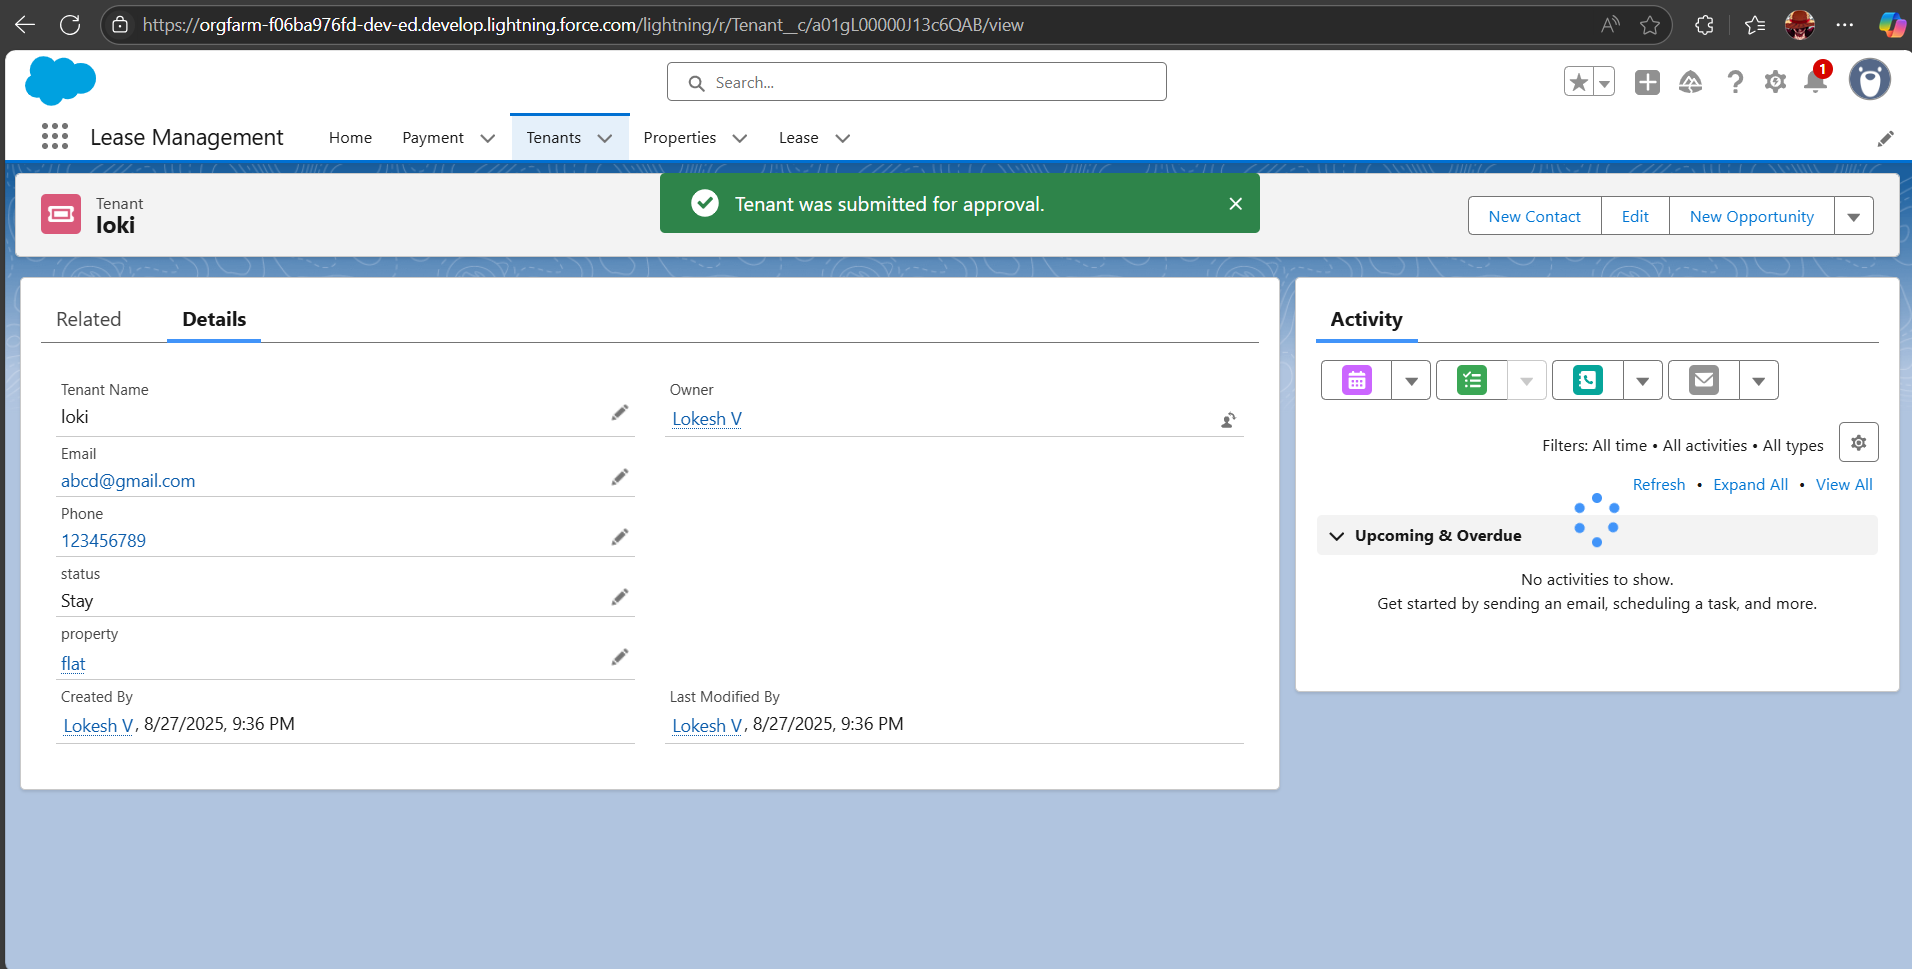 https://orgfarm-f06ba976fd-dev-ed.develop.lightning.force.com/lightning/r/Tenant__c/a01gL00000J13c6QAB/view
Search...
1
Lease Management
Home
Payment
Tenants
Properties
Lease
Tenant
loki
Tenant was submitted for approval.
New Contact
Edit
New Opportunity
Related
Details
Tenant Name
loki
Owner
Lokesh V
Email
abcd@gmail.com
Phone
123456789
status
Stay
property
flat
Created By
Lokesh V, 8/27/2025, 9:36 PM
Last Modified By
Lokesh V, 8/27/2025, 9:36 PM
Activity
Filters: All time • All activities • All types
Refresh • Expand All • View All
Upcoming & Overdue
No activities to show.
Get started by sending an email, scheduling a task, and more.